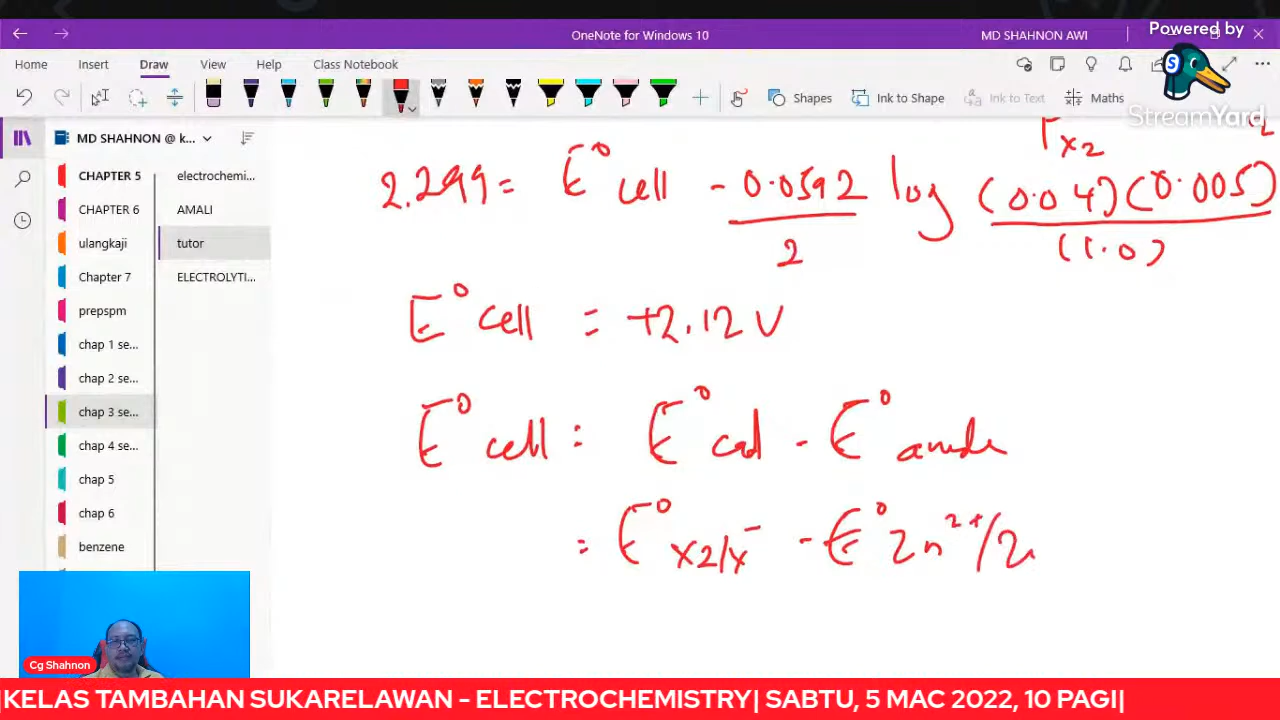 Powered by
StreamYard
OneNote for Windows 10
MD SHAHNON AWI
Home Insert Draw View Help Class Notebook
Shapes Ink to Shape Ink to Text Maths
MD SHAHNON @ k...
CHAPTER 5
CHAPTER 6
ulangkaji
Chapter 7
prepspm
chap 1 se...
chap 2 se...
chap 3 se...
chap 4 se...
chap 5
chap 6
benzene
electrochemi...
AMALI
tutor
ELECTROLYTI...
P x2
2.299 = E° cell - 0.0592/2 log (0.04)(0.005)/(1.0)
E° cell = +2.12 V
E° cell = E° cad - E° anode
= E° X2/X⁻ - E° Zn²⁺/Zn
Cg Shahnon
|KELAS TAMBAHAN SUKARELAWAN - ELECTROCHEMISTRY| SABTU, 5 MAC 2022, 10 PAGI|